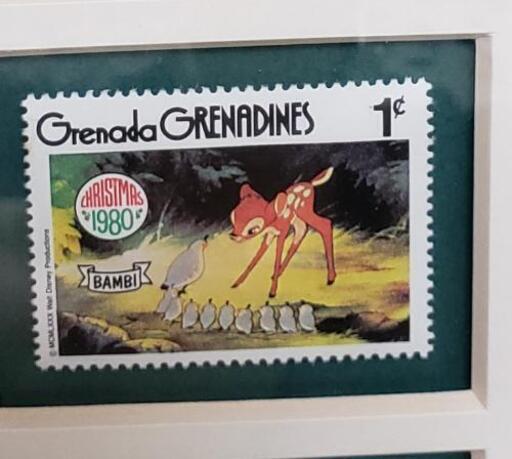 Grenada GRENADINES 1¢
CHRISTMAS
1980
BAMBI
© MCMLXXX Walt Disney Productions